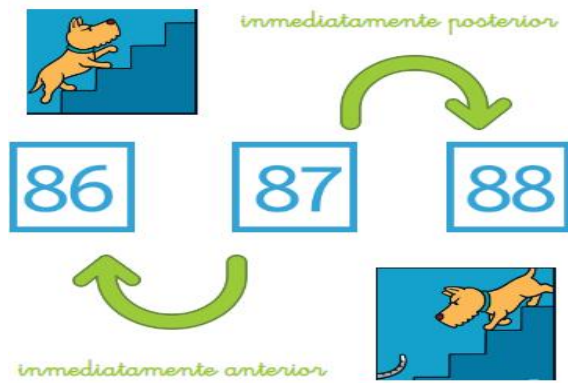 inmediatamente posterior
86 87 88
inmediatamente anterior